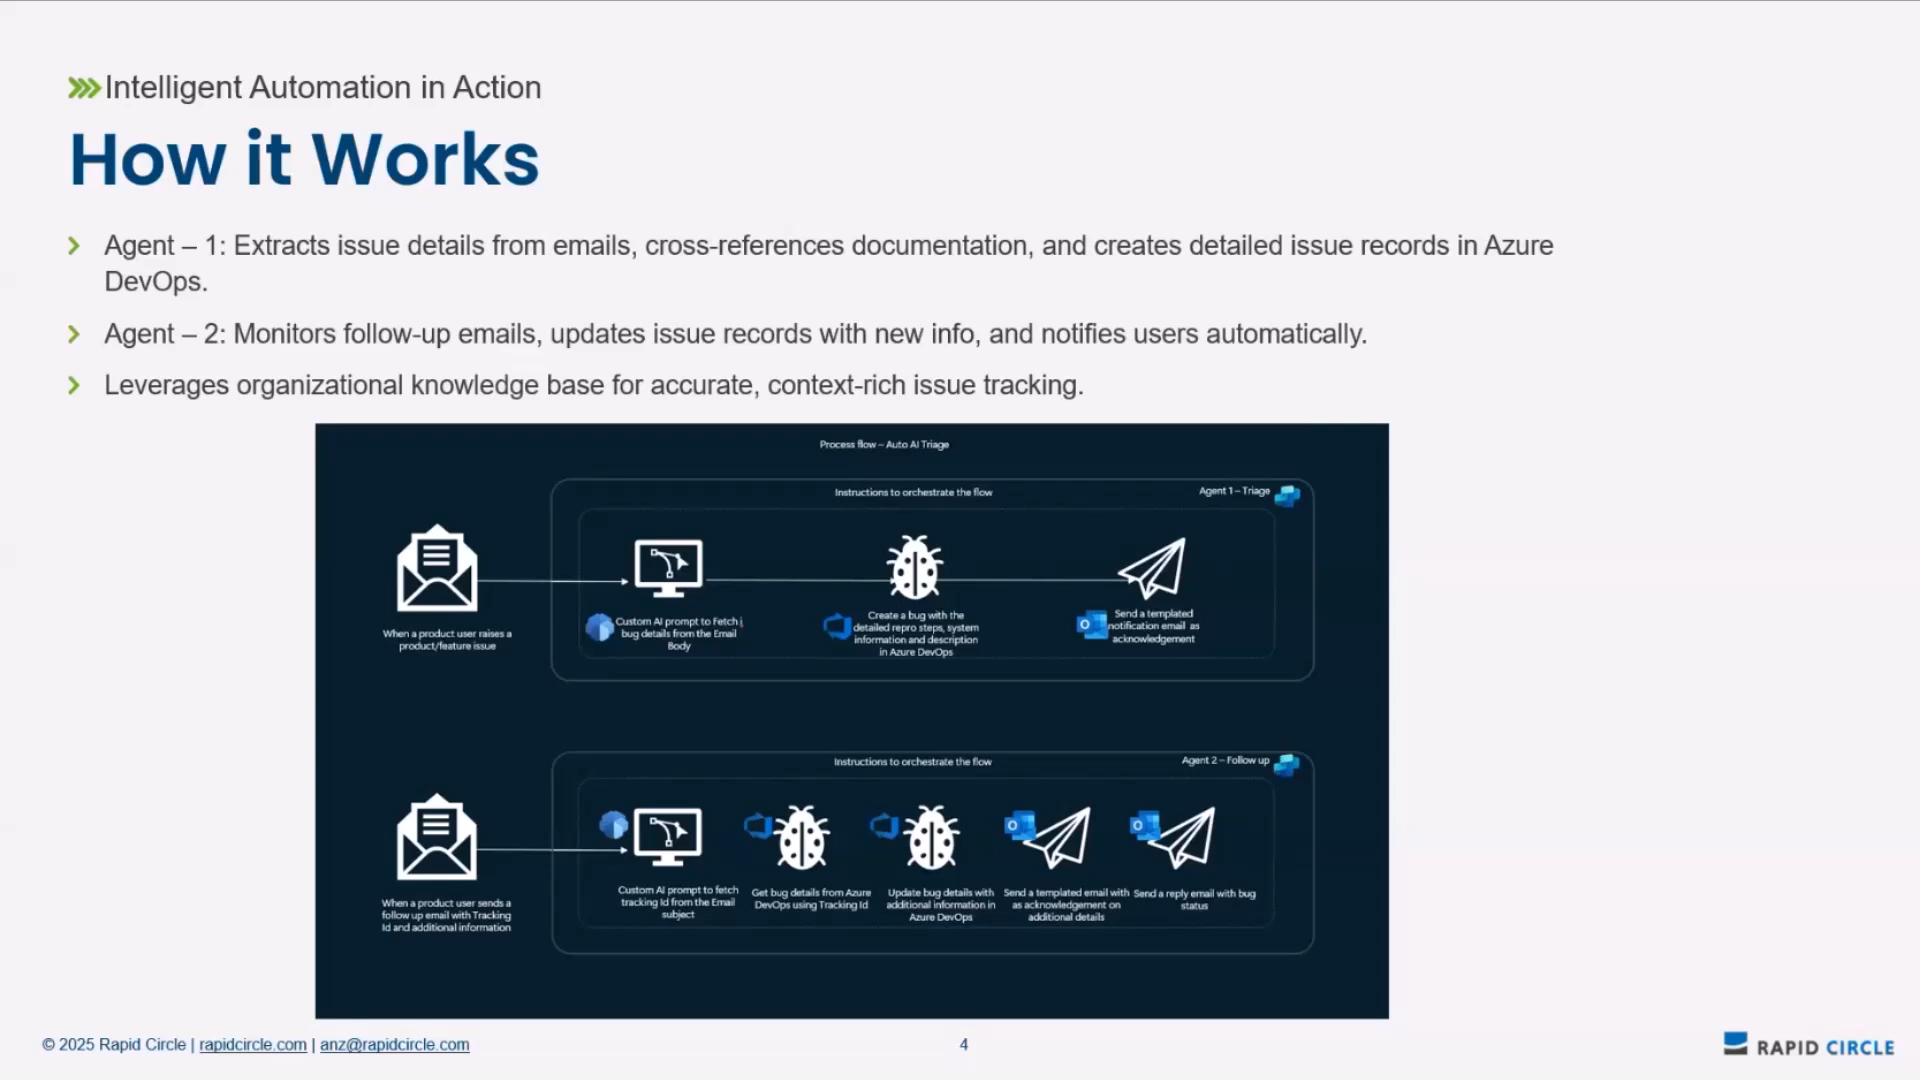 Intelligent Automation in Action
How it Works
Agent – 1: Extracts issue details from emails, cross-references documentation, and creates detailed issue records in Azure
DevOps.
Agent – 2: Monitors follow-up emails, updates issue records with new info, and notifies users automatically.
Leverages organizational knowledge base for accurate, context-rich issue tracking.
Process flow – Auto AI Triage
Instructions to orchestrate the flow
Agent 1 – Triage
When a product user raises a
product/feature issue
Custom AI prompt to Fetch
bug details from the Email
Body
Create a bug with the
detailed repro steps, system
information and description
in Azure DevOps
Send a templated
notification email as
acknowledgement
Instructions to orchestrate the flow
Agent 2 – Follow up
When a product user sends a
follow up email with Tracking
Id and additional information
Custom AI prompt to fetch
tracking Id from the Email
subject
Get bug details from Azure
DevOps using Tracking Id
Update bug details with
additional information in
Azure DevOps
Send a templated email with
as acknowledgement on
additional details
Send a reply email with bug
status
© 2025 Rapid Circle | rapidcircle.com | anz@rapidcircle.com
4
RAPID CIRCLE